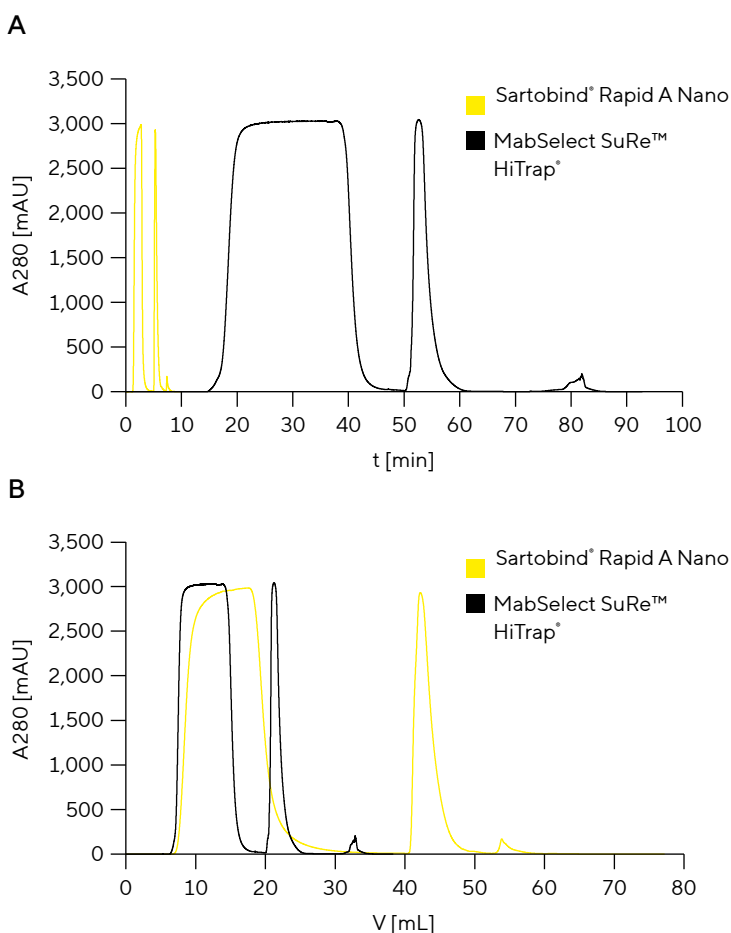 A
3,500
3,000
2,500
2,000
1,500
1,000
500
0
A280 [mAU]
Sartobind® Rapid A Nano
MabSelect SuRe™
HiTrap®
0 10 20 30 40 50 60 70 80 90 100
t [min]
B
3,500
3,000
2,500
2,000
1,500
1,000
500
0
A280 [mAU]
Sartobind® Rapid A Nano
MabSelect SuRe™
HiTrap®
0 10 20 30 40 50 60 70 80
V [mL]